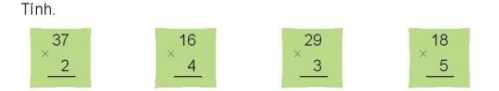 Tính.
37 16 29 18
× × × ×
2 4 3 5